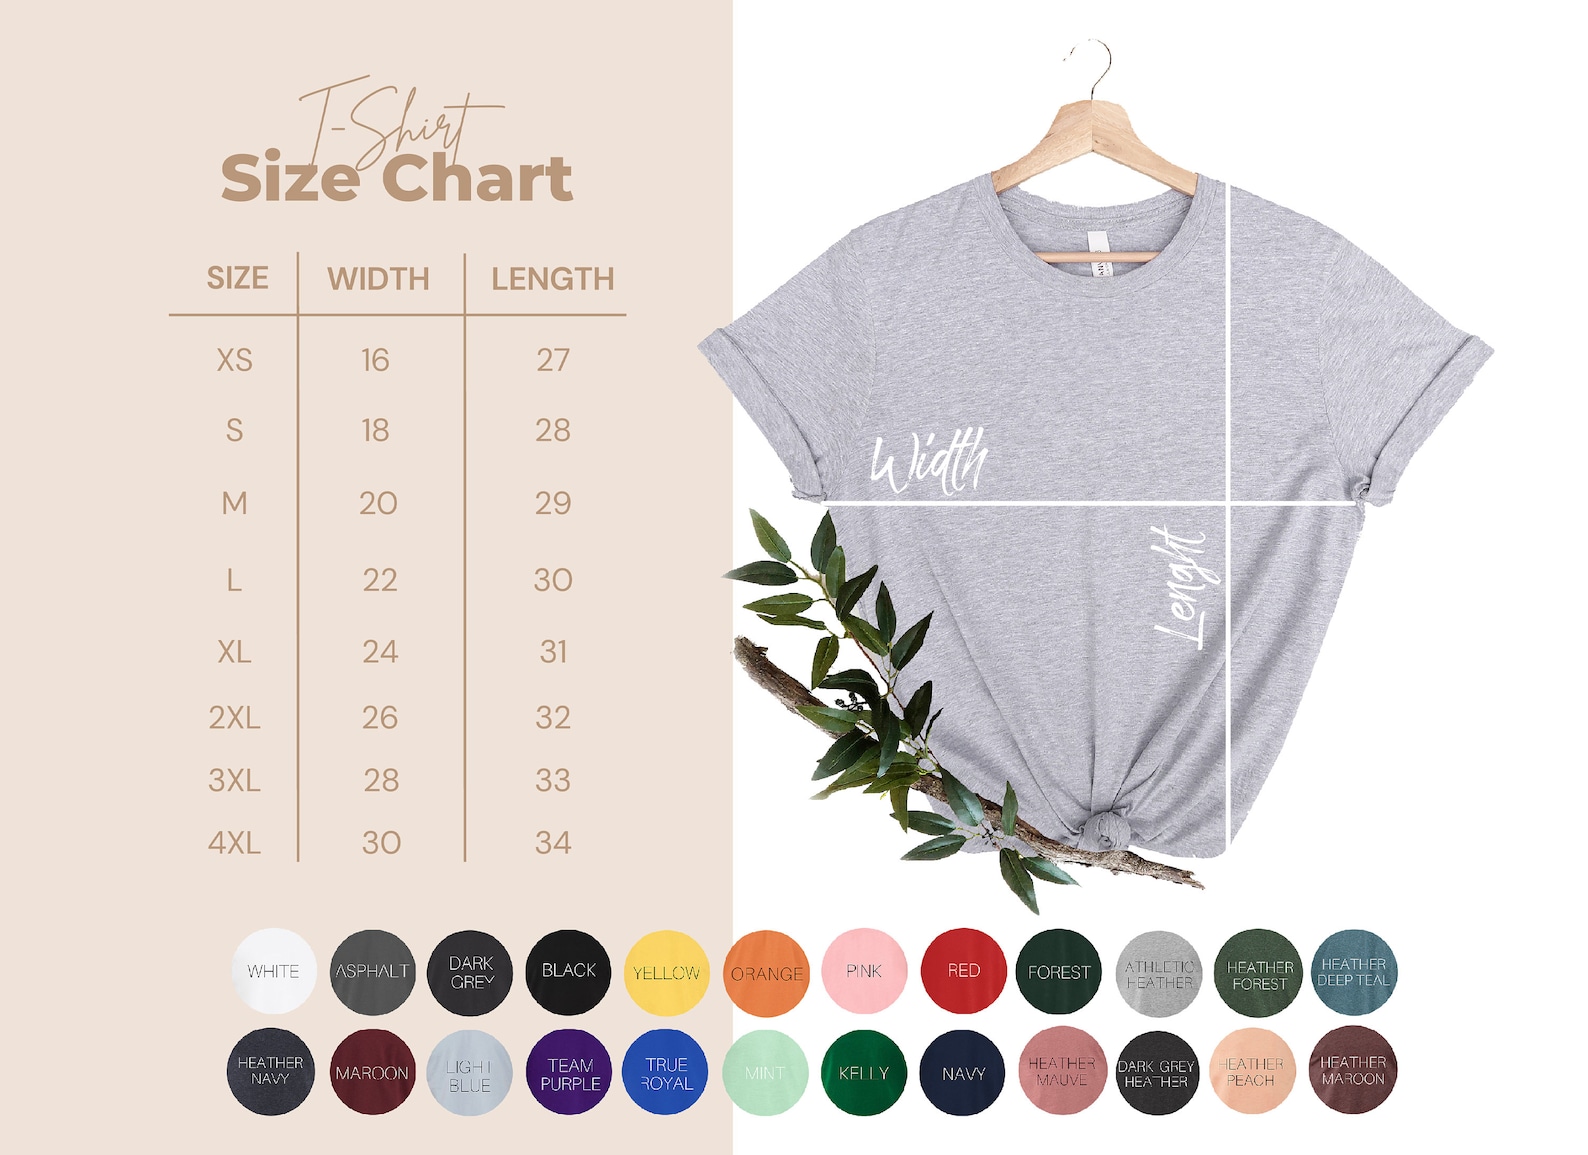 T-Shirt
Size Chart
SIZE WIDTH LENGTH
XS 16 27
S 18 28
M 20 29
L 22 30
XL 24 31
2XL 26 32
3XL 28 33
4XL 30 34
Width
Lenght
WHITE
ASPHALT
DARK
GREY
BLACK
YELLOW
ORANGE
PINK
RED
FOREST
ATHLETIC
HEATHER
HEATHER
FOREST
HEATHER
DEEP TEAL
HEATHER
NAVY
MAROON
LIGHT
BLUE
TEAM
PURPLE
TRUE
ROYAL
MINT
KELLY
NAVY
HEATHER
MAUVE
DARK GREY
HEATHER
HEATHER
PEACH
HEATHER
MAROON